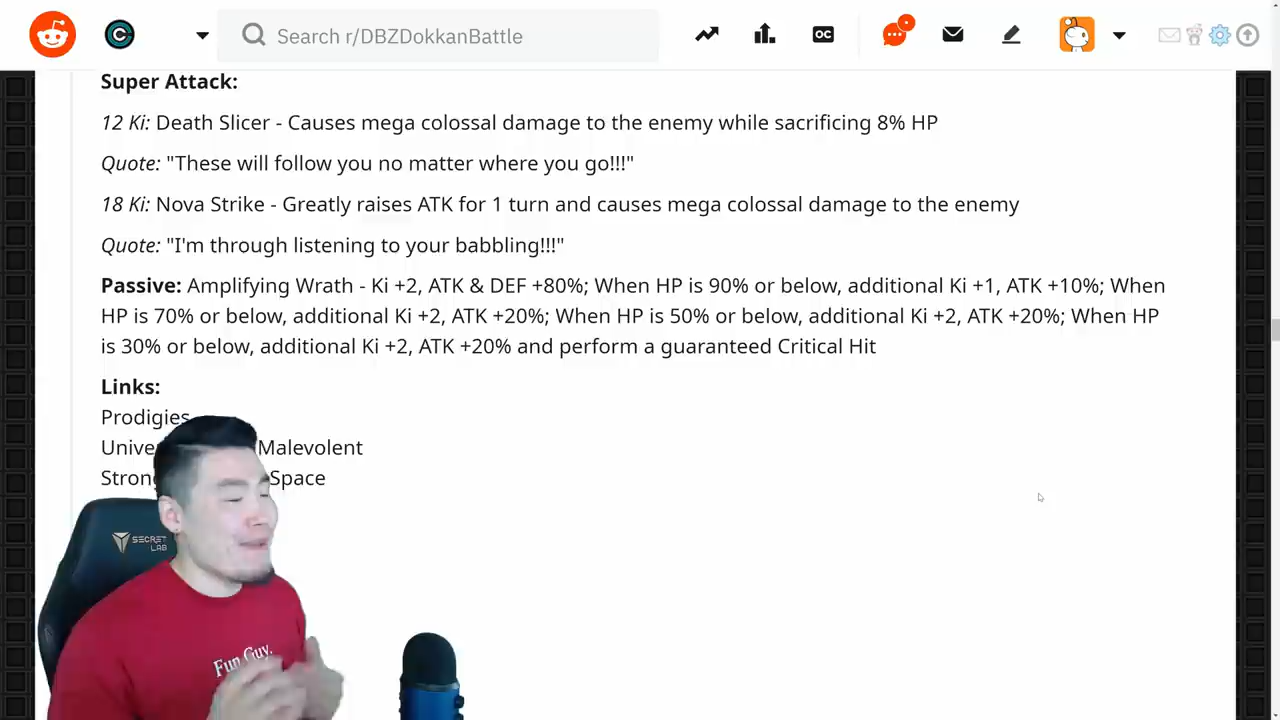 Search r/DBZDokkanBattle
OC
Super Attack:
12 Ki: Death Slicer - Causes mega colossal damage to the enemy while sacrificing 8% HP
Quote: "These will follow you no matter where you go!!!"
18 Ki: Nova Strike - Greatly raises ATK for 1 turn and causes mega colossal damage to the enemy
Quote: "I'm through listening to your babbling!!!"
Passive: Amplifying Wrath - Ki +2, ATK & DEF +80%; When HP is 90% or below, additional Ki +1, ATK +10%; When
HP is 70% or below, additional Ki +2, ATK +20%; When HP is 50% or below, additional Ki +2, ATK +20%; When HP
is 30% or below, additional Ki +2, ATK +20% and perform a guaranteed Critical Hit
Links:
Prodigies
Malevolent
Space
SECRET
LAB
Fun Guy.